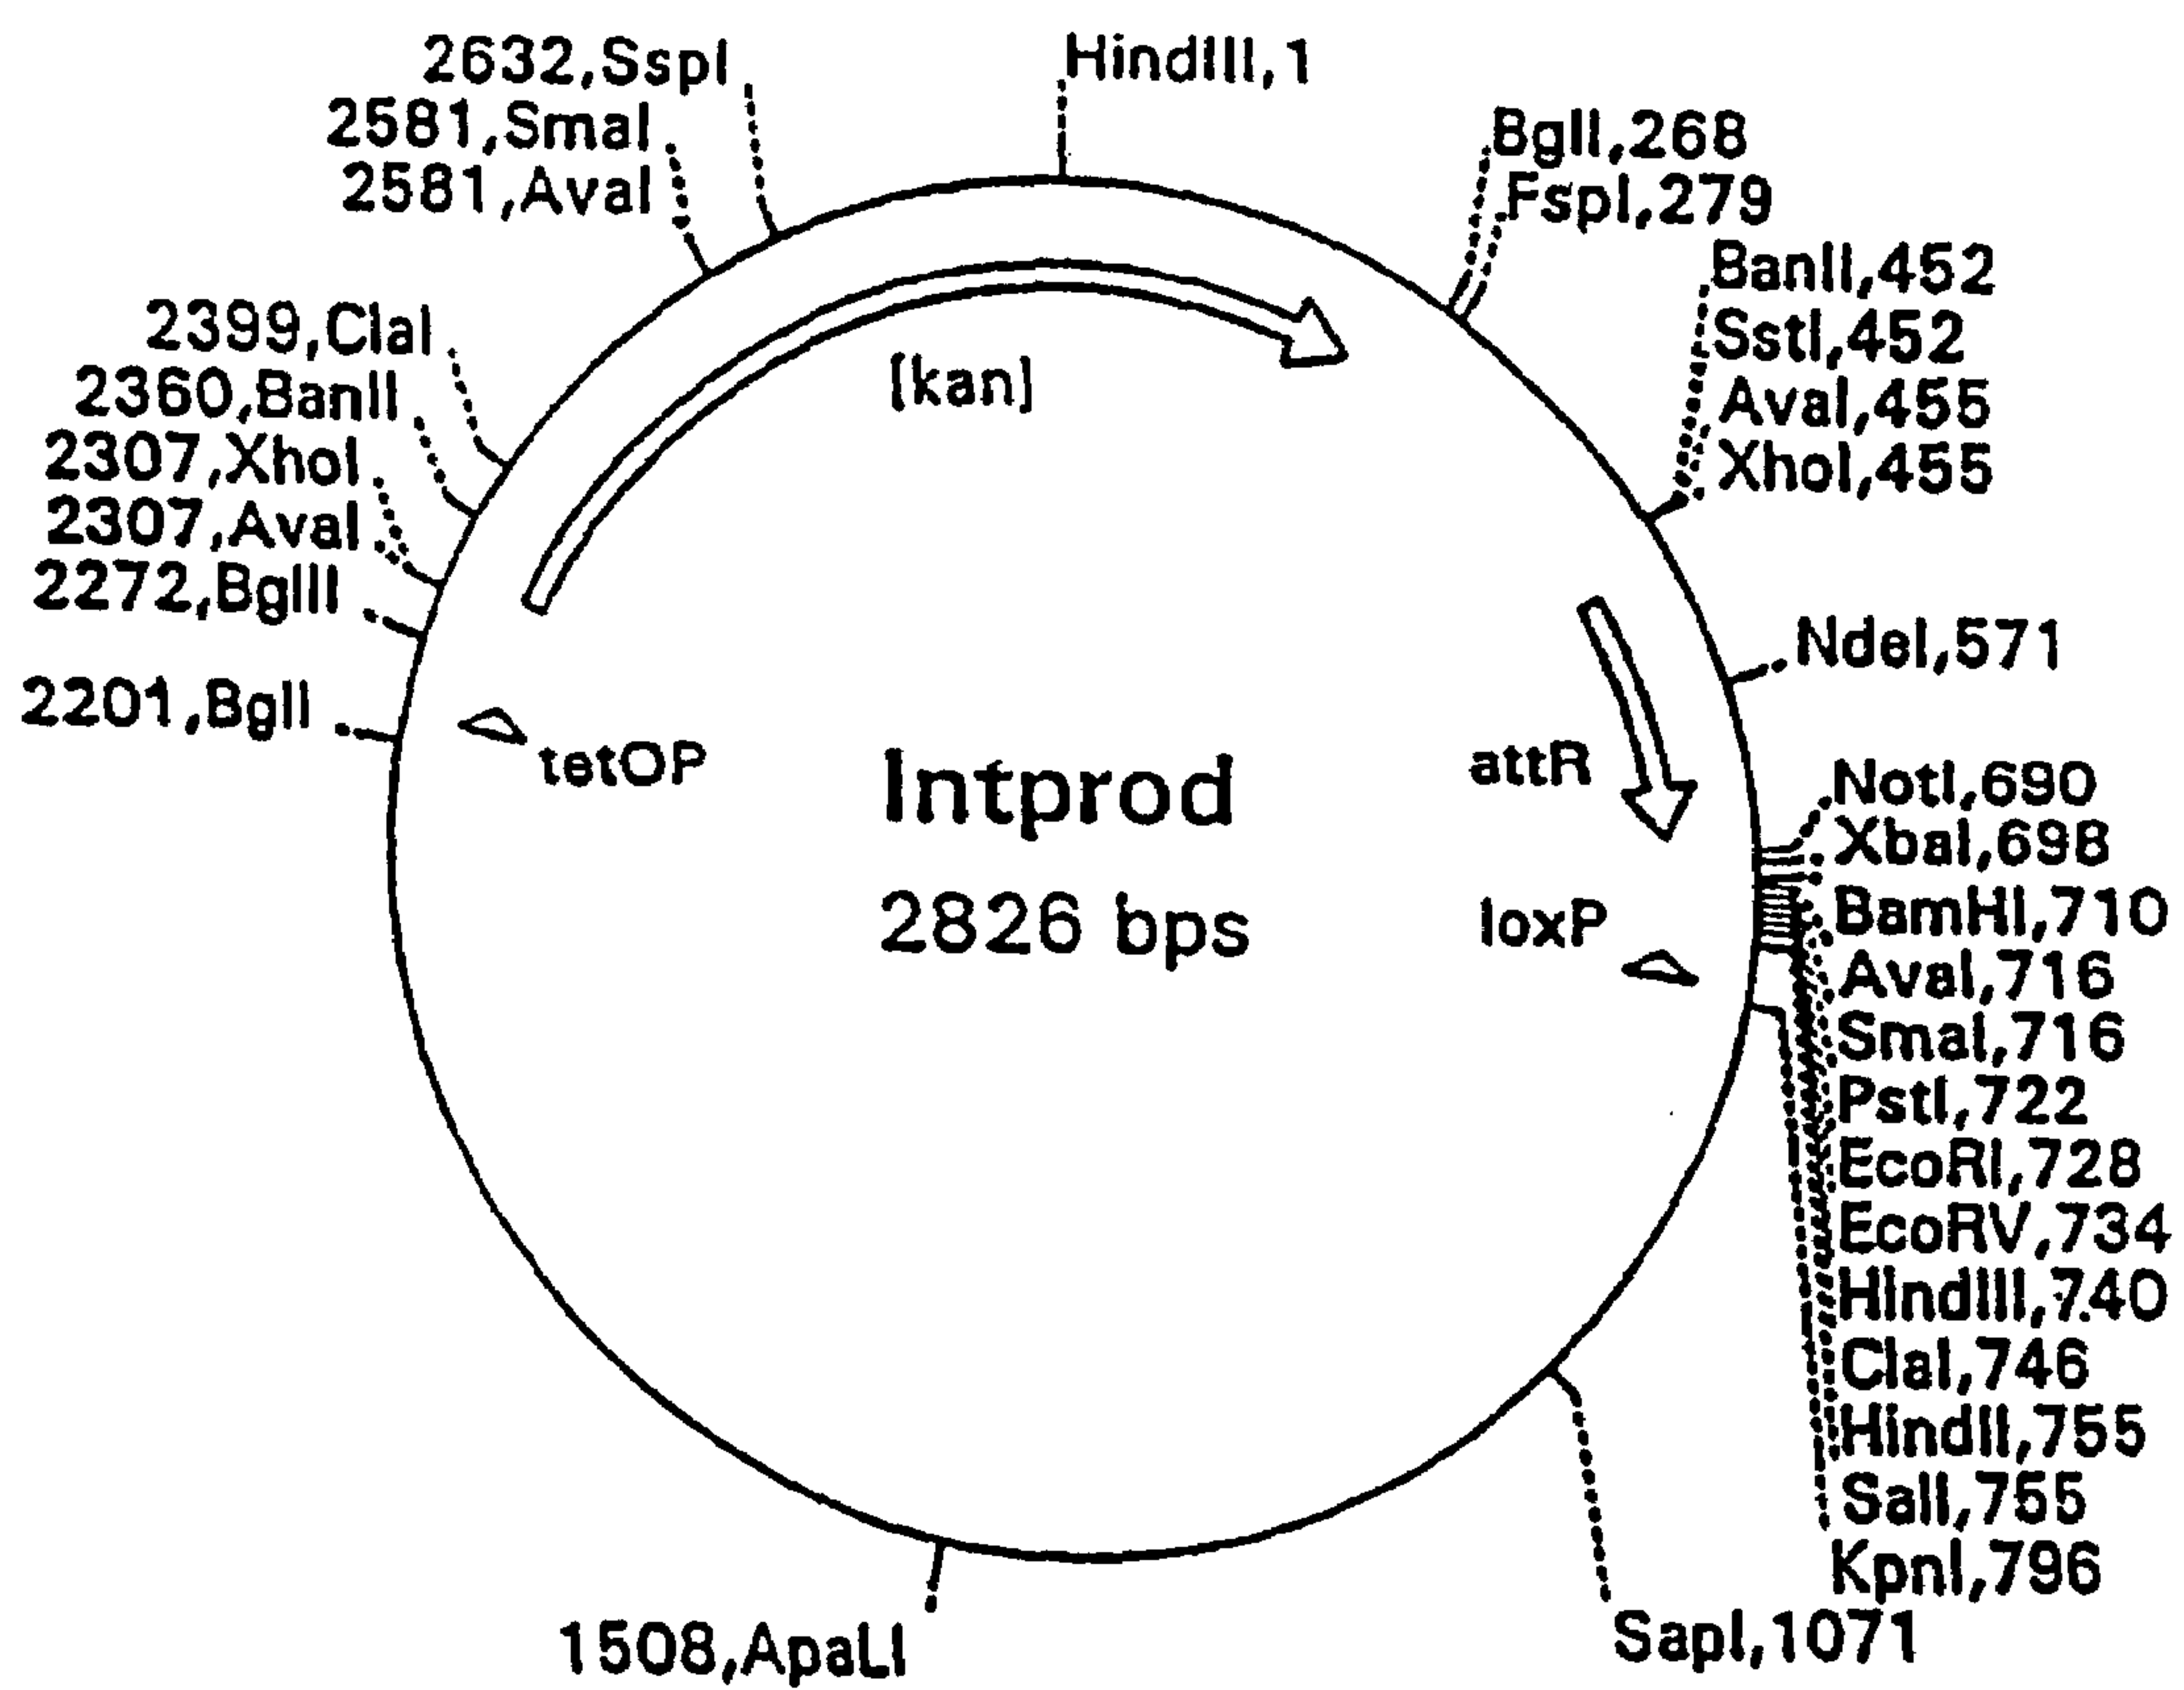 HindIII,1
BglI,268
FspI,279
BanII,452
SstI,452
AvaI,455
XhoI,455
NdeI,571
NotI,690
XbaI,698
BamHI,710
AvaI,716
SmaI,716
PstI,722
EcoRI,728
EcoRV,734
HindIII,740
ClaI,746
HindII,755
SalI,755
KpnI,796
SapI,1071
1508,ApaLI
2201,BglI
2272,BglII
2307,AvaI
2307,XhoI
2360,BanII
2399,ClaI
2581,AvaI
2581,SmaI
2632,SspI
[kan]
tetOP
attR
loxP
Intprod
2826 bps